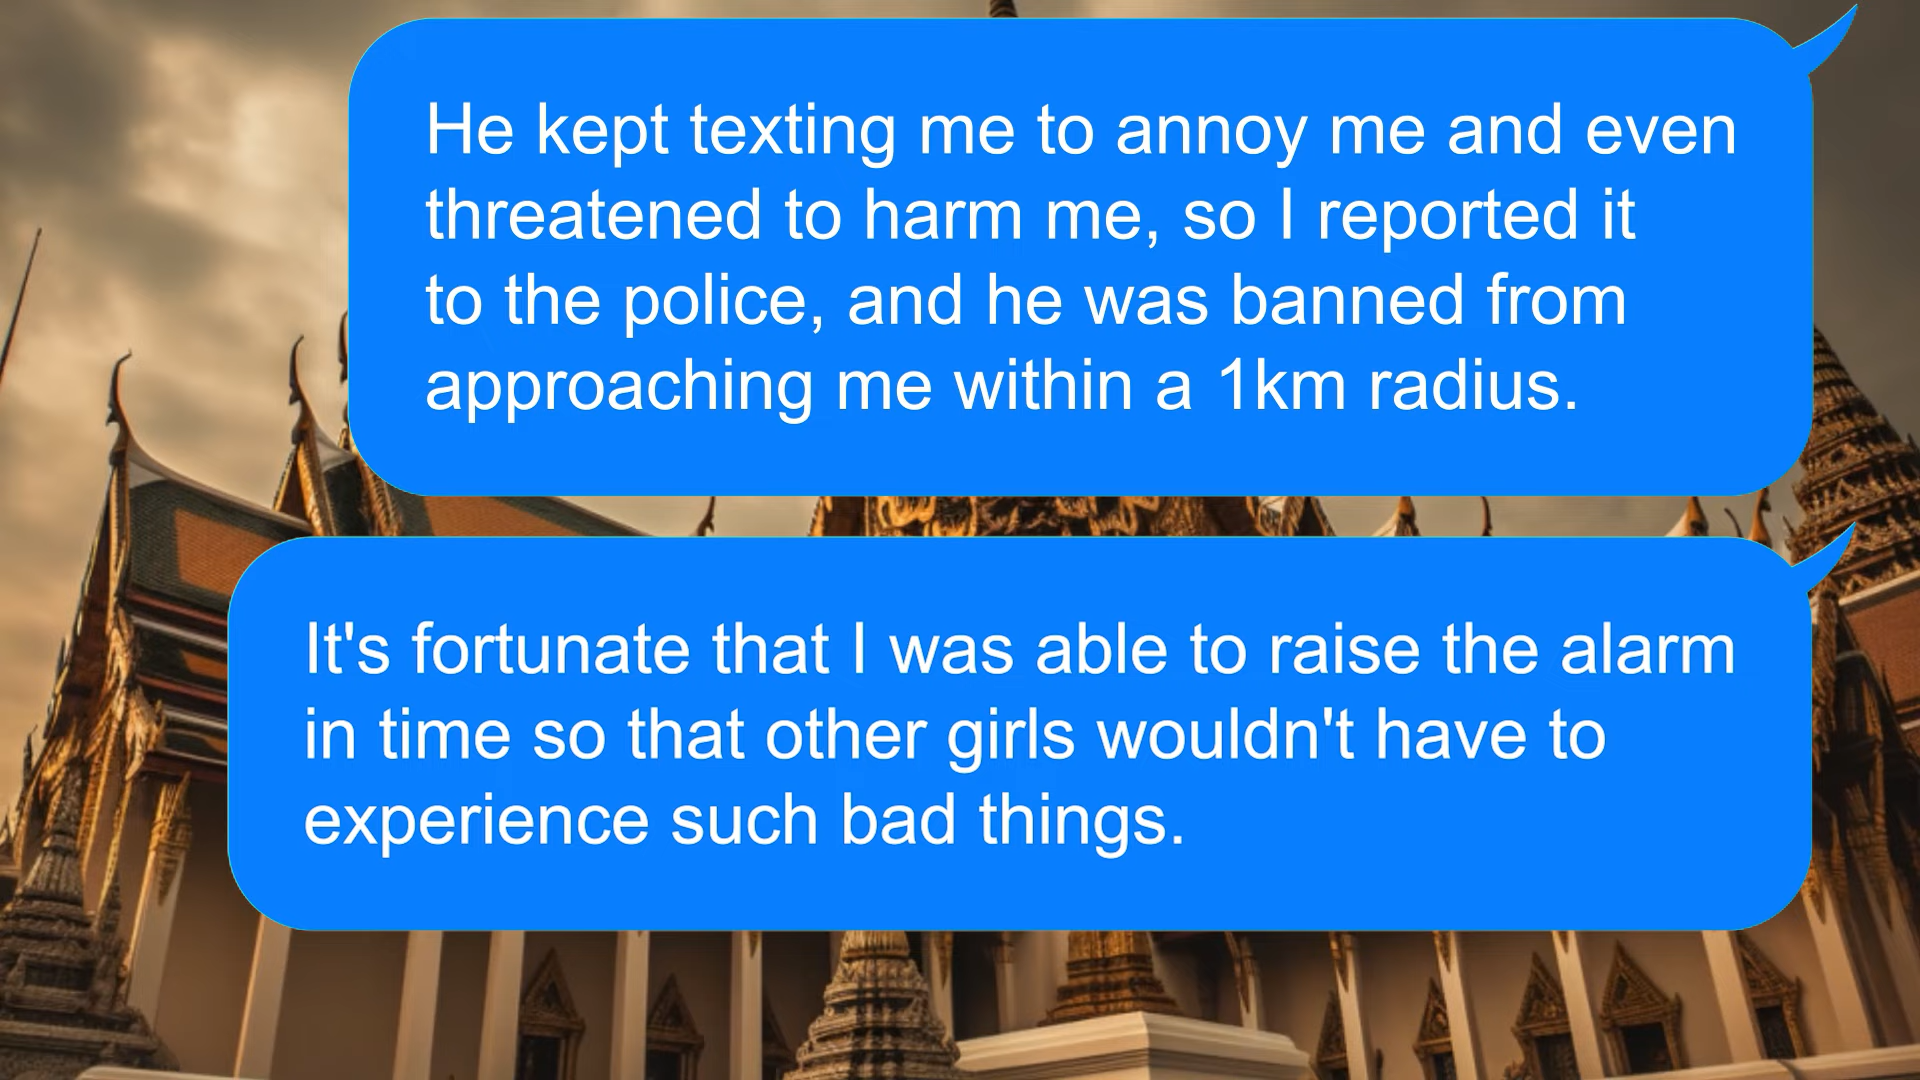 He kept texting me to annoy me and even
threatened to harm me, so I reported it
to the police, and he was banned from
approaching me within a 1km radius.
It's fortunate that I was able to raise the alarm
in time so that other girls wouldn't have to
experience such bad things.